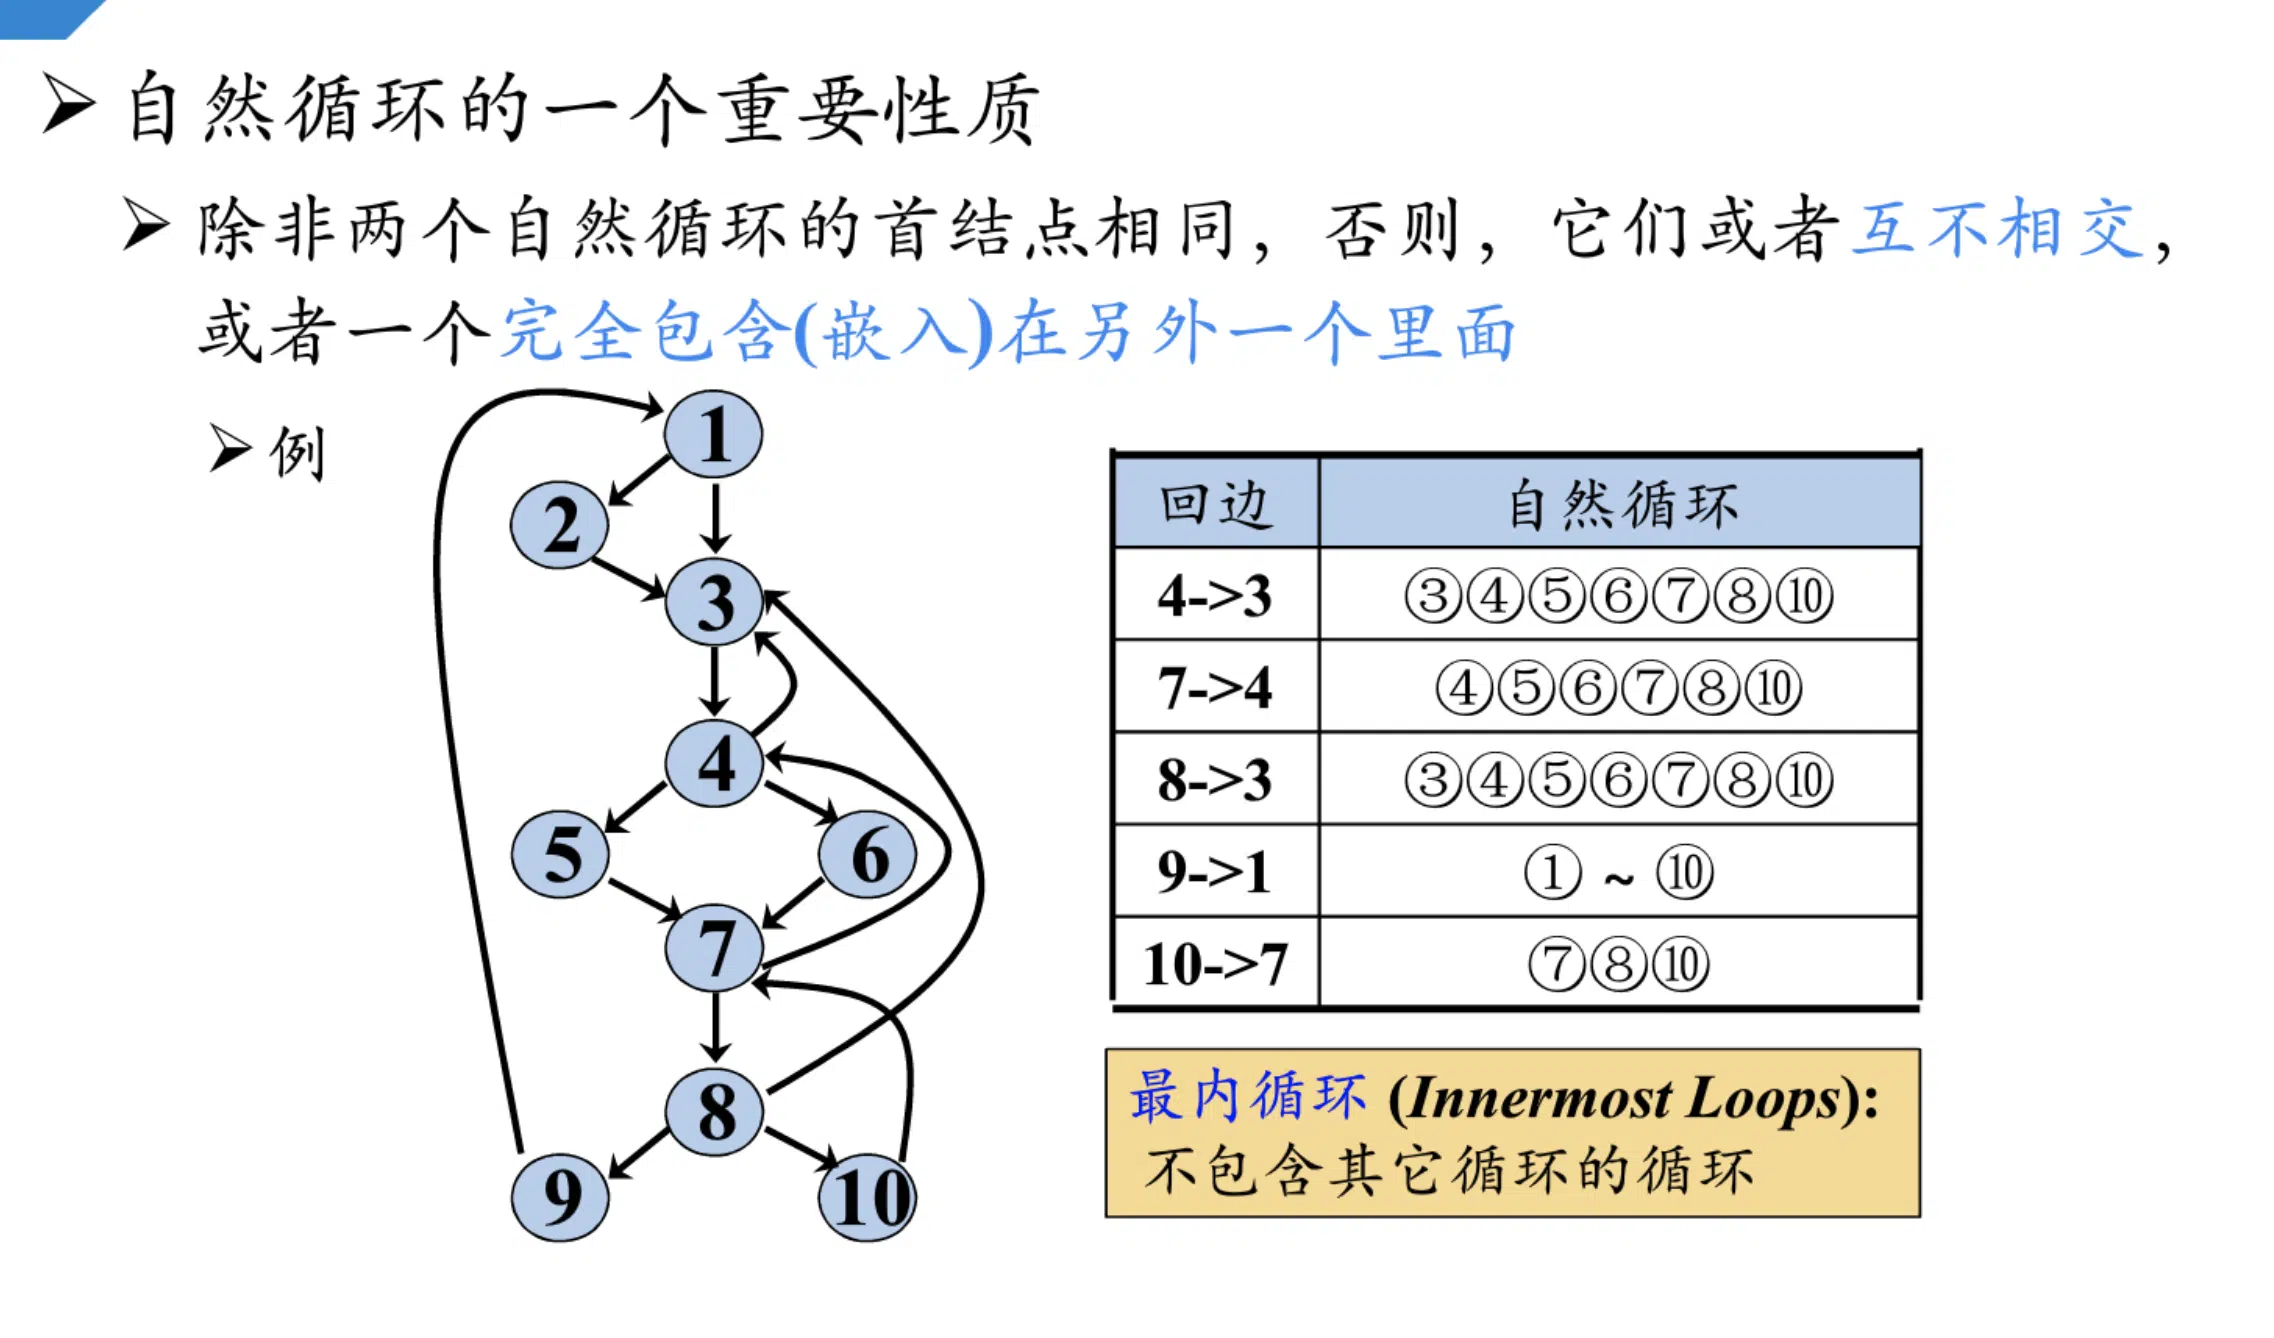 自然循环的一个重要性质
除非两个自然循环的首结点相同，否则，它们或者互不相交，
或者一个完全包含(嵌入)在另外一个里面
例
1
2
3
4
5
6
7
8
9
10
回边 自然循环
4->3 ③④⑤⑥⑦⑧⑩
7->4 ④⑤⑥⑦⑧⑩
8->3 ③④⑤⑥⑦⑧⑩
9->1 ① ~ ⑩
10->7 ⑦⑧⑩
最内循环 (Innermost Loops):
不包含其它循环的循环